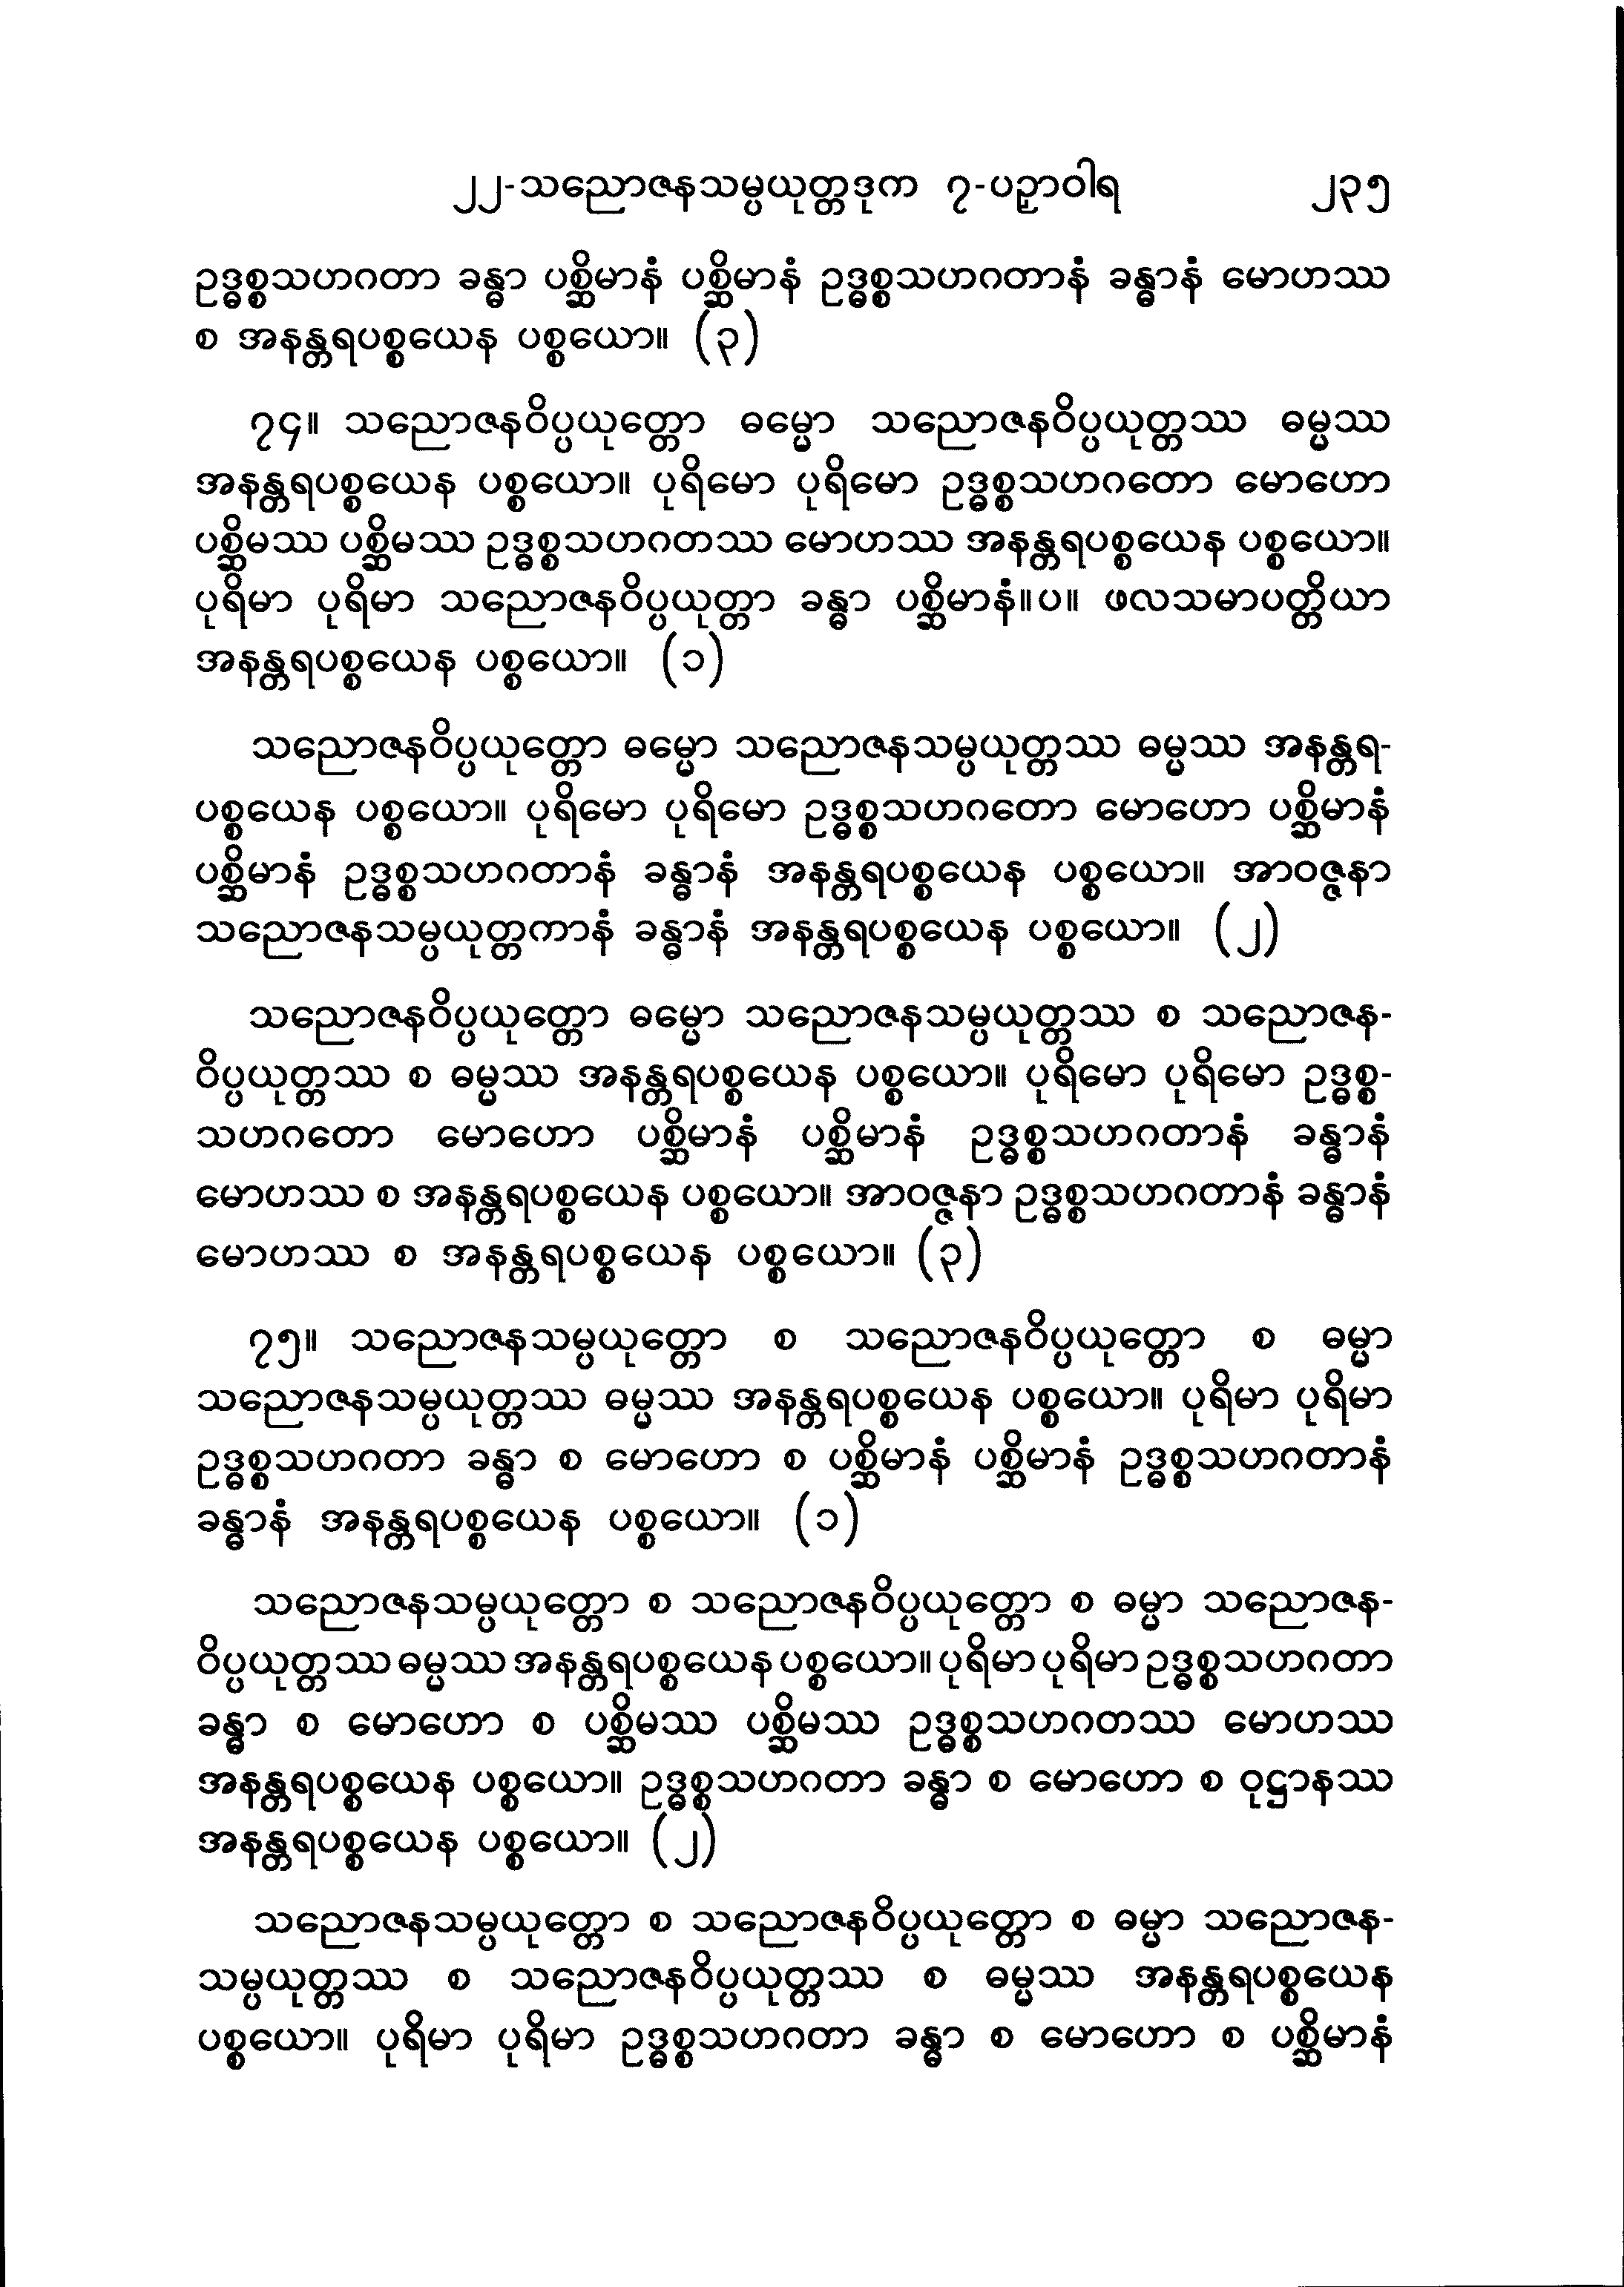 ၂၂-သညောဇနသမ္ပယုတ္တဒုက ၇-ပဉှာဝါရ ၂၃၅
ဥဒ္ဓစ္စသဟဂတာ ခန္ဓာ ပစ္ဆိမာနံ ပစ္ဆိမာနံ ဥဒ္ဓစ္စသဟဂတာနံ ခန္ဓာနံ မောဟဿ
စ အနန္တရပစ္စယေန ပစ္စယော။ (၃)
၇၄။ သညောဇနဝိပ္ပယုတ္တော ဓမ္မော သညောဇနဝိပ္ပယုတ္တဿ ဓမ္မဿ
အနန္တရပစ္စယေန ပစ္စယော။ ပုရိမော ပုရိမော ဥဒ္ဓစ္စသဟဂတော မောဟော
ပစ္ဆိမဿ ပစ္ဆိမဿ ဥဒ္ဓစ္စသဟဂတဿ မောဟဿ အနန္တရပစ္စယေန ပစ္စယော။
ပုရိမာ ပုရိမာ သညောဇနဝိပ္ပယုတ္တာ ခန္ဓာ ပစ္ဆိမာနံ။ပ။ ဖလသမာပတ္တိယာ
အနန္တရပစ္စယေန ပစ္စယော။ (၁)
သညောဇနဝိပ္ပယုတ္တော ဓမ္မော သညောဇနသမ္ပယုတ္တဿ ဓမ္မဿ အနန္တရ-
ပစ္စယေန ပစ္စယော။ ပုရိမော ပုရိမော ဥဒ္ဓစ္စသဟဂတော မောဟော ပစ္ဆိမာနံ
ပစ္ဆိမာနံ ဥဒ္ဓစ္စသဟဂတာနံ ခန္ဓာနံ အနန္တရပစ္စယေန ပစ္စယော။ အာဝဇ္ဇနာ
သညောဇနသမ္ပယုတ္တကာနံ ခန္ဓာနံ အနန္တရပစ္စယေန ပစ္စယော။ (၂)
သညောဇနဝိပ္ပယုတ္တော ဓမ္မော သညောဇနသမ္ပယုတ္တဿ စ သညောဇန-
ဝိပ္ပယုတ္တဿ စ ဓမ္မဿ အနန္တရပစ္စယေန ပစ္စယော။ ပုရိမော ပုရိမော ဥဒ္ဓစ္စ-
သဟဂတော မောဟော ပစ္ဆိမာနံ ပစ္ဆိမာနံ ဥဒ္ဓစ္စသဟဂတာနံ ခန္ဓာနံ
မောဟဿ စ အနန္တရပစ္စယေန ပစ္စယော။ အာဝဇ္ဇနာ ဥဒ္ဓစ္စသဟဂတာနံ ခန္ဓာနံ
မောဟဿ စ အနန္တရပစ္စယေန ပစ္စယော။ (၃)
၇၅။ သညောဇနသမ္ပယုတ္တော စ သညောဇနဝိပ္ပယုတ္တော စ ဓမ္မာ
သညောဇနသမ္ပယုတ္တဿ ဓမ္မဿ အနန္တရပစ္စယေန ပစ္စယော။ ပုရိမာ ပုရိမာ
ဥဒ္ဓစ္စသဟဂတာ ခန္ဓာ စ မောဟော စ ပစ္ဆိမာနံ ပစ္ဆိမာနံ ဥဒ္ဓစ္စသဟဂတာနံ
ခန္ဓာနံ အနန္တရပစ္စယေန ပစ္စယော။ (၁)
သညောဇနသမ္ပယုတ္တော စ သညောဇနဝိပ္ပယုတ္တော စ ဓမ္မာ သညောဇန-
ဝိပ္ပယုတ္တဿ ဓမ္မဿ အနန္တရပစ္စယေန ပစ္စယော။ ပုရိမာ ပုရိမာ ဥဒ္ဓစ္စသဟဂတာ
ခန္ဓာ စ မောဟော စ ပစ္ဆိမဿ ပစ္ဆိမဿ ဥဒ္ဓစ္စသဟဂတဿ မောဟဿ
အနန္တရပစ္စယေန ပစ္စယော။ ဥဒ္ဓစ္စသဟဂတာ ခန္ဓာ စ မောဟော စ ဝုဋ္ဌာနဿ
အနန္တရပစ္စယေန ပစ္စယော။ (၂)
သညောဇနသမ္ပယုတ္တော စ သညောဇနဝိပ္ပယုတ္တော စ ဓမ္မာ သညောဇန-
သမ္ပယုတ္တဿ စ သညောဇနဝိပ္ပယုတ္တဿ စ ဓမ္မဿ အနန္တရပစ္စယေန
ပစ္စယော။ ပုရိမာ ပုရိမာ ဥဒ္ဓစ္စသဟဂတာ ခန္ဓာ စ မောဟော စ ပစ္ဆိမာနံ